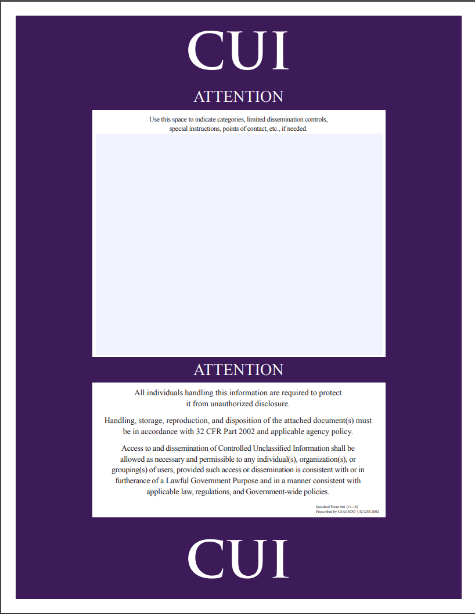 CUI
ATTENTION
Use this space to indicate categories, limited dissemination controls,
special instructions, points of contact, etc., if needed.
ATTENTION
All individuals handling this information are required to protect
it from unauthorized disclosure.
Handling, storage, reproduction, and disposition of the attached document(s) must
be in accordance with 32 CFR Part 2002 and applicable agency policy.
Access to and dissemination of Controlled Unclassified Information shall be
allowed as necessary and permissible to any individual(s), organization(s), or
grouping(s) of users, provided such access or dissemination is consistent with or in
furtherance of a Lawful Government Purpose and in a manner consistent with
applicable law, regulations, and Government-wide policies.
Standard Form
Prescribed by GSA/ISOO | 32 CFR 2002
CUI